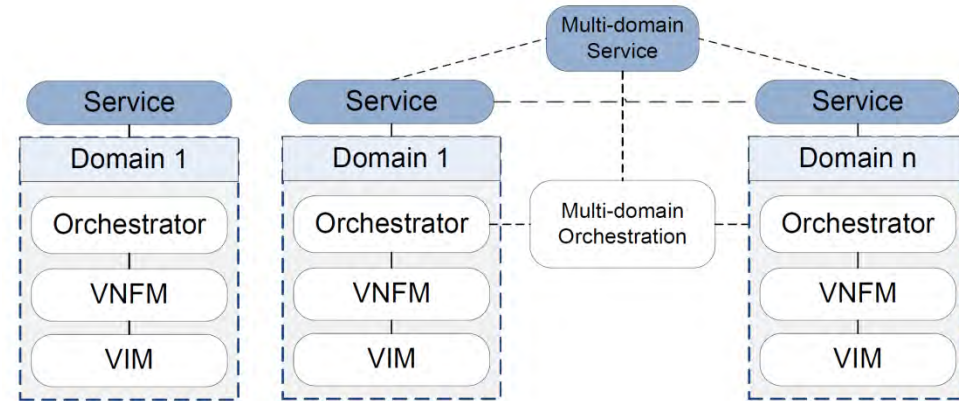 Multi-domain
Service
Service
Service
Service
Domain 1
Domain 1
Domain n
Orchestrator
Orchestrator
Multi-domain
Orchestration
Orchestrator
VNFM
VNFM
VNFM
VIM
VIM
VIM